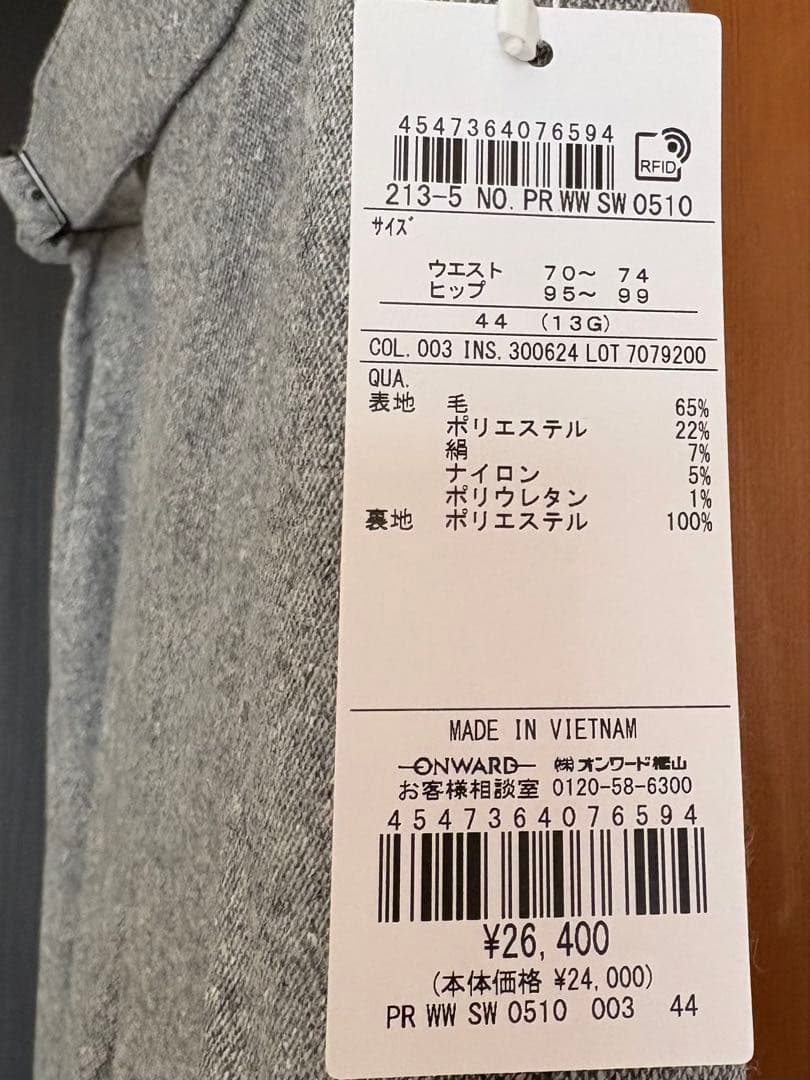 4547364076594
RFID
213-5 NO. PR WW SW 0510
サイズ
ウエスト 70～ 74
ヒップ 95～ 99
44 (13G)
COL. 003 INS. 300624 LOT 7079200
QUA.
表地 毛 65%
ポリエステル 22%
絹 7%
ナイロン 5%
ポリウレタン 1%
裏地 ポリエステル 100%
MADE IN VIETNAM
ONWARD ㈱オンワード樫山
お客様相談室 0120-58-6300
4547364076594
¥26,400
(本体価格 ¥24,000)
PR WW SW 0510 003 44